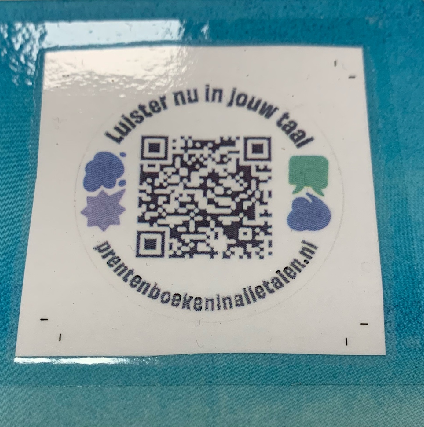 Luister nu in jouw taal
prentenboekeninalletalen.nl